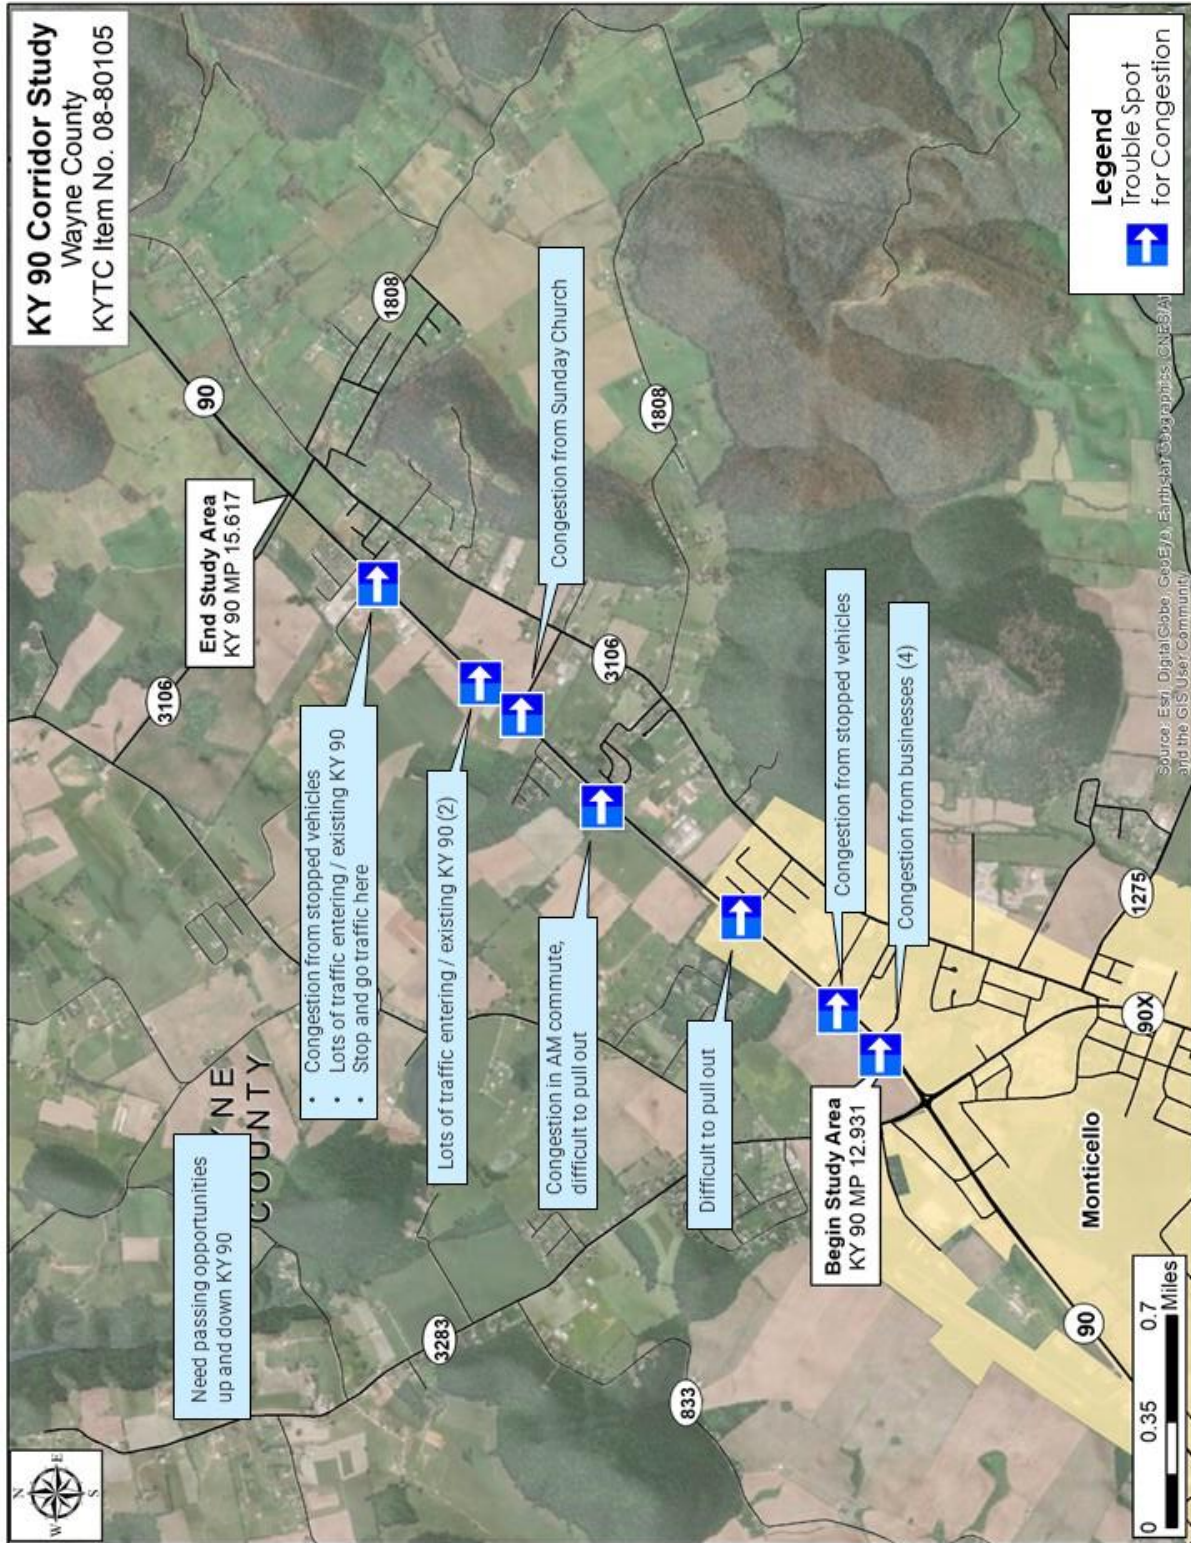 KY 90 Corridor Study
Wayne County
KYTC Item No. 08-80105
N
W
E
S
Need passing opportunities
up and down KY 90
YNE
COUNTY
3283
833
3106
End Study Area
KY 90 MP 15.617
90
1808
• Congestion from stopped vehicles
• Lots of traffic entering / existing KY 90
• Stop and go traffic here
Lots of traffic entering / existing KY 90 (2)
Congestion from Sunday Church
1808
Congestion in AM commute,
difficult to pull out
3106
Difficult to pull out
Congestion from stopped vehicles
Congestion from businesses (4)
Begin Study Area
KY 90 MP 12.931
Monticello
90
90X
1275
0
0.35
0.7
Miles
Legend
Trouble Spot
for Congestion
Source: Esri, DigitalGlobe, GeoEye, Earthstar Geographics, CNES/Ai
and the GIS User Community